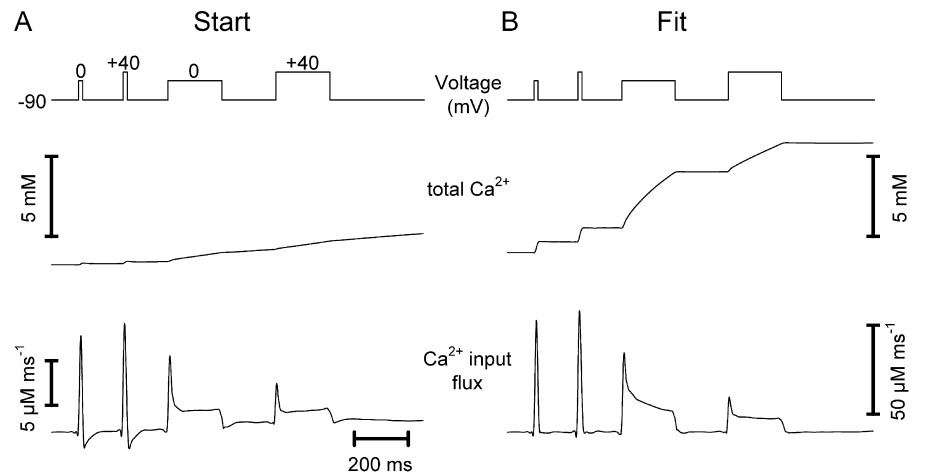 A
Start
B
Fit
0
+40
0
+40
-90
Voltage
(mV)
5 mM
total Ca²⁺
5 mM
5 µM ms⁻¹
Ca²⁺ input
flux
50 µM ms⁻¹
200 ms